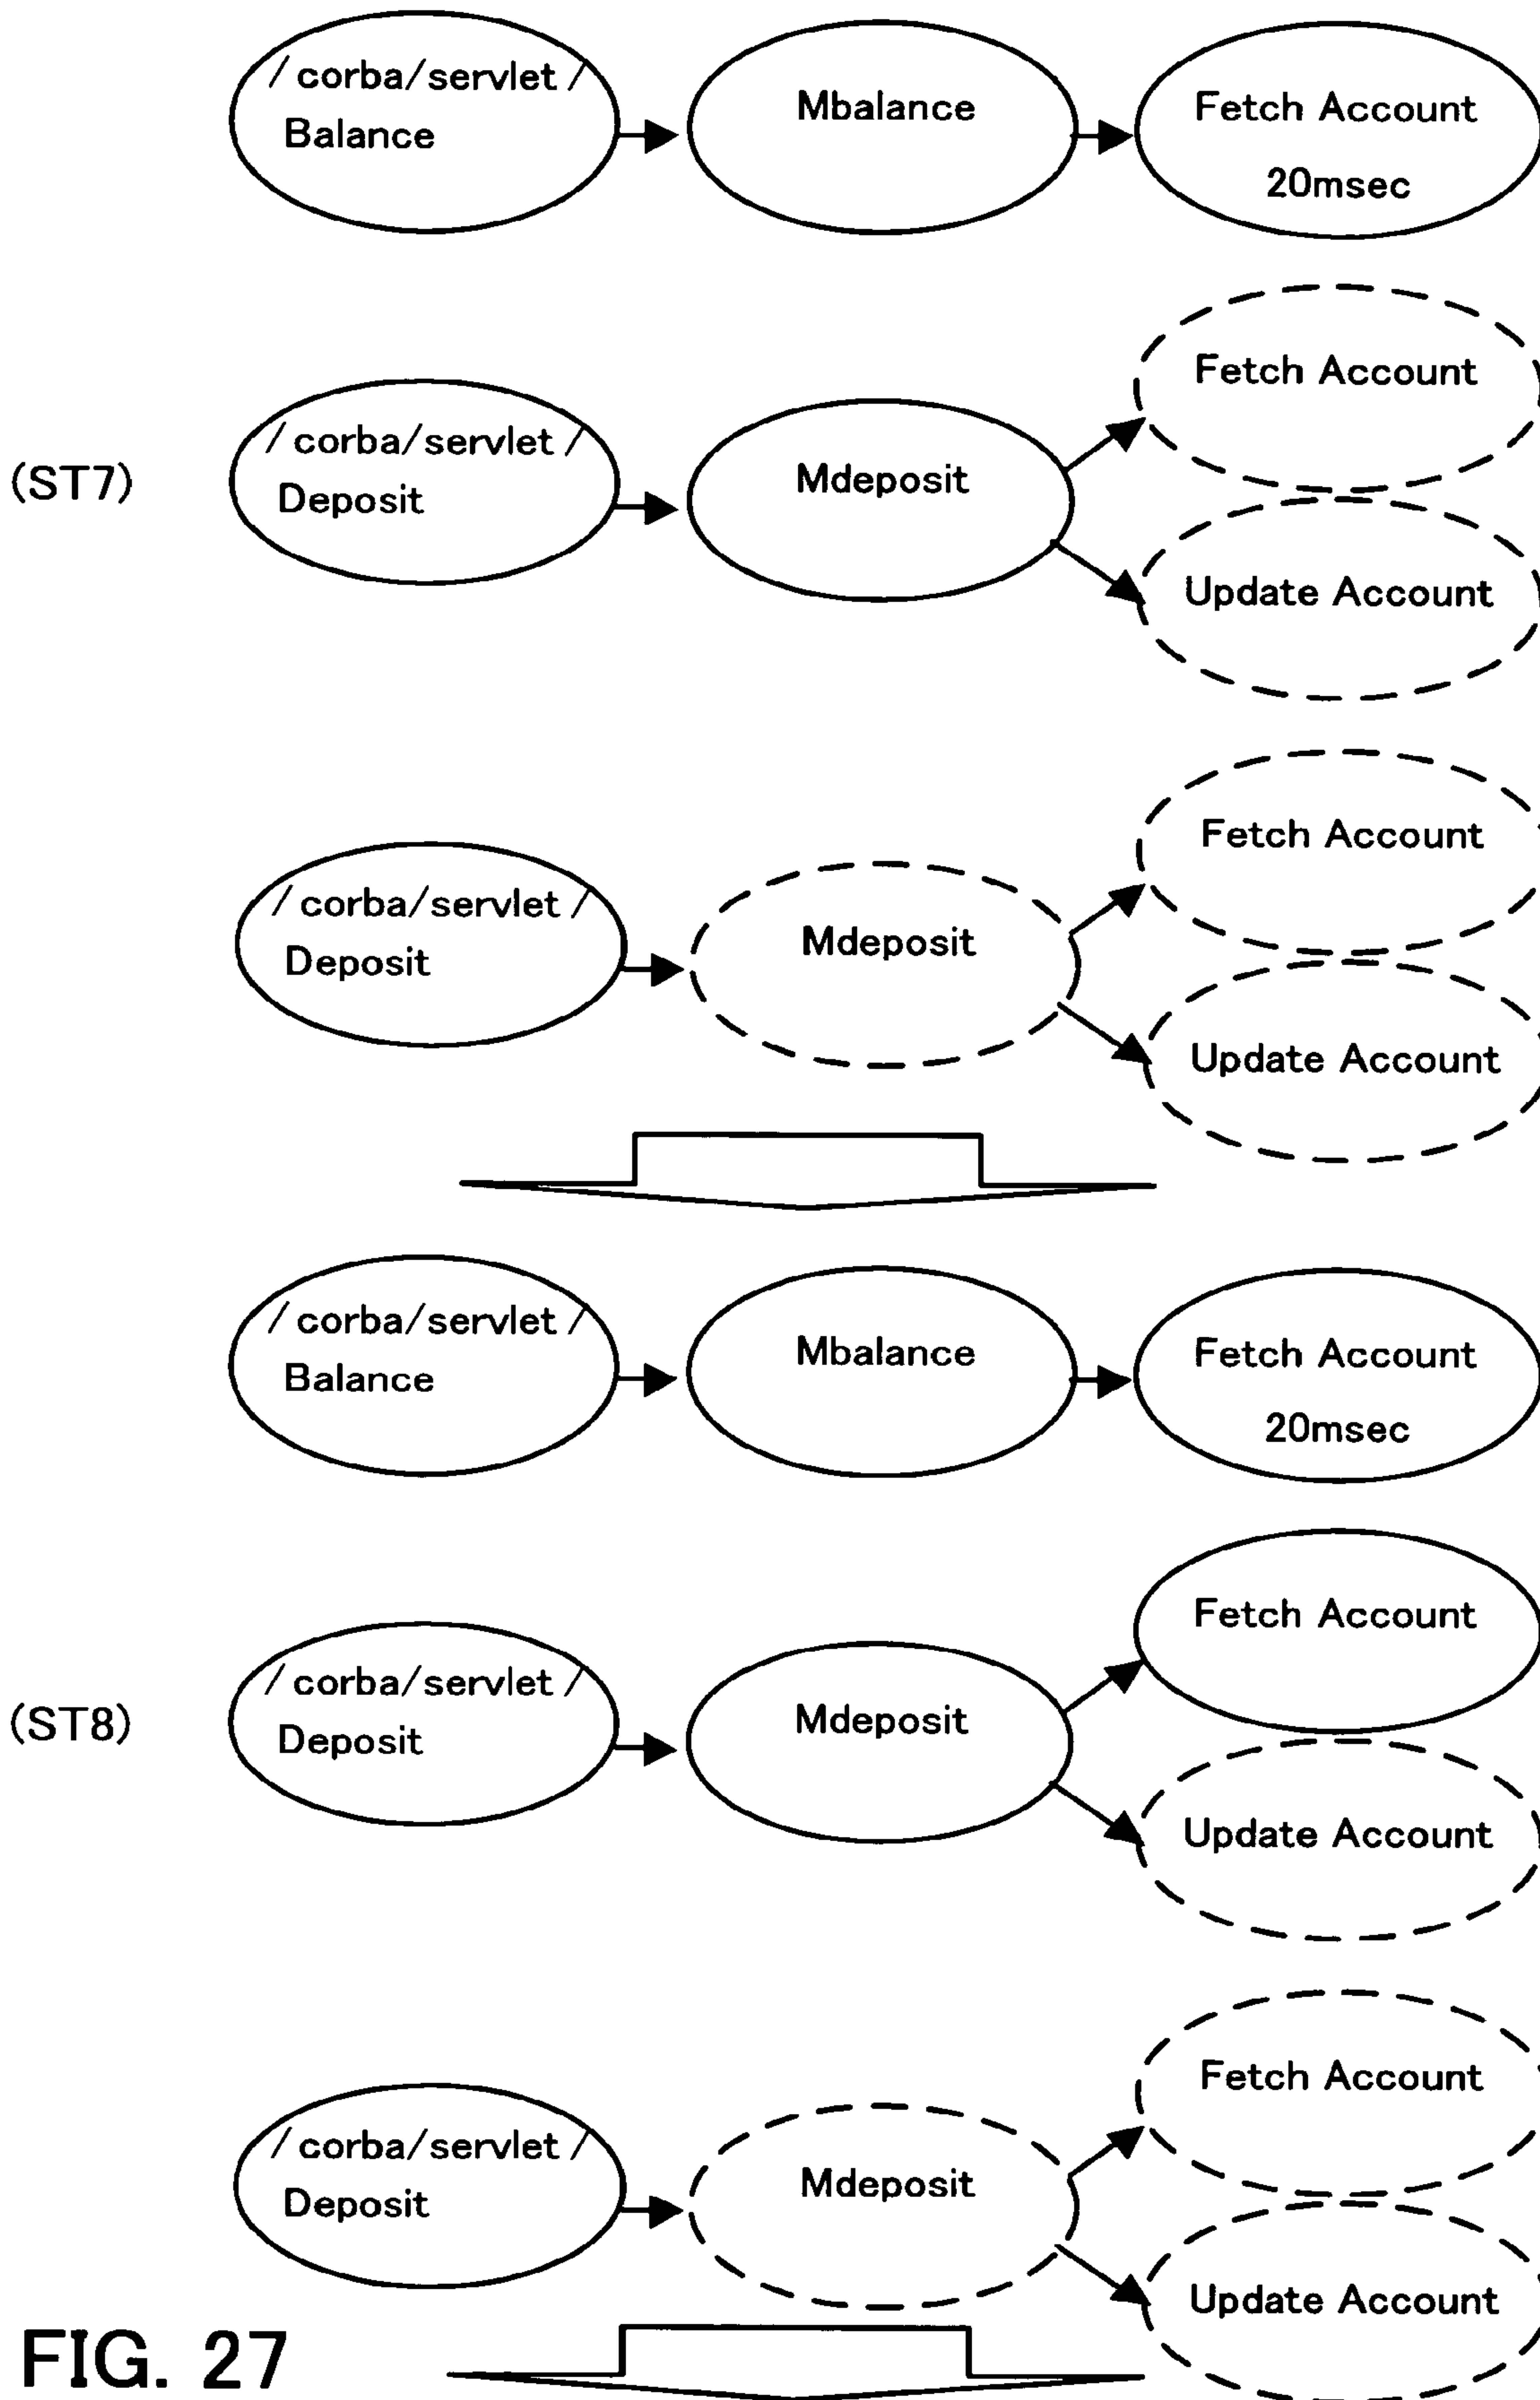 / corba/servlet /
Balance
Mbalance
Fetch Account
20msec
(ST7)
/ corba/servlet /
Deposit
Mdeposit
Fetch Account
Update Account
/ corba/servlet /
Deposit
Mdeposit
Fetch Account
Update Account
/ corba/servlet /
Balance
Mbalance
Fetch Account
20msec
(ST8)
/ corba/servlet /
Deposit
Mdeposit
Fetch Account
Update Account
/ corba/servlet /
Deposit
Mdeposit
Fetch Account
Update Account
FIG. 27